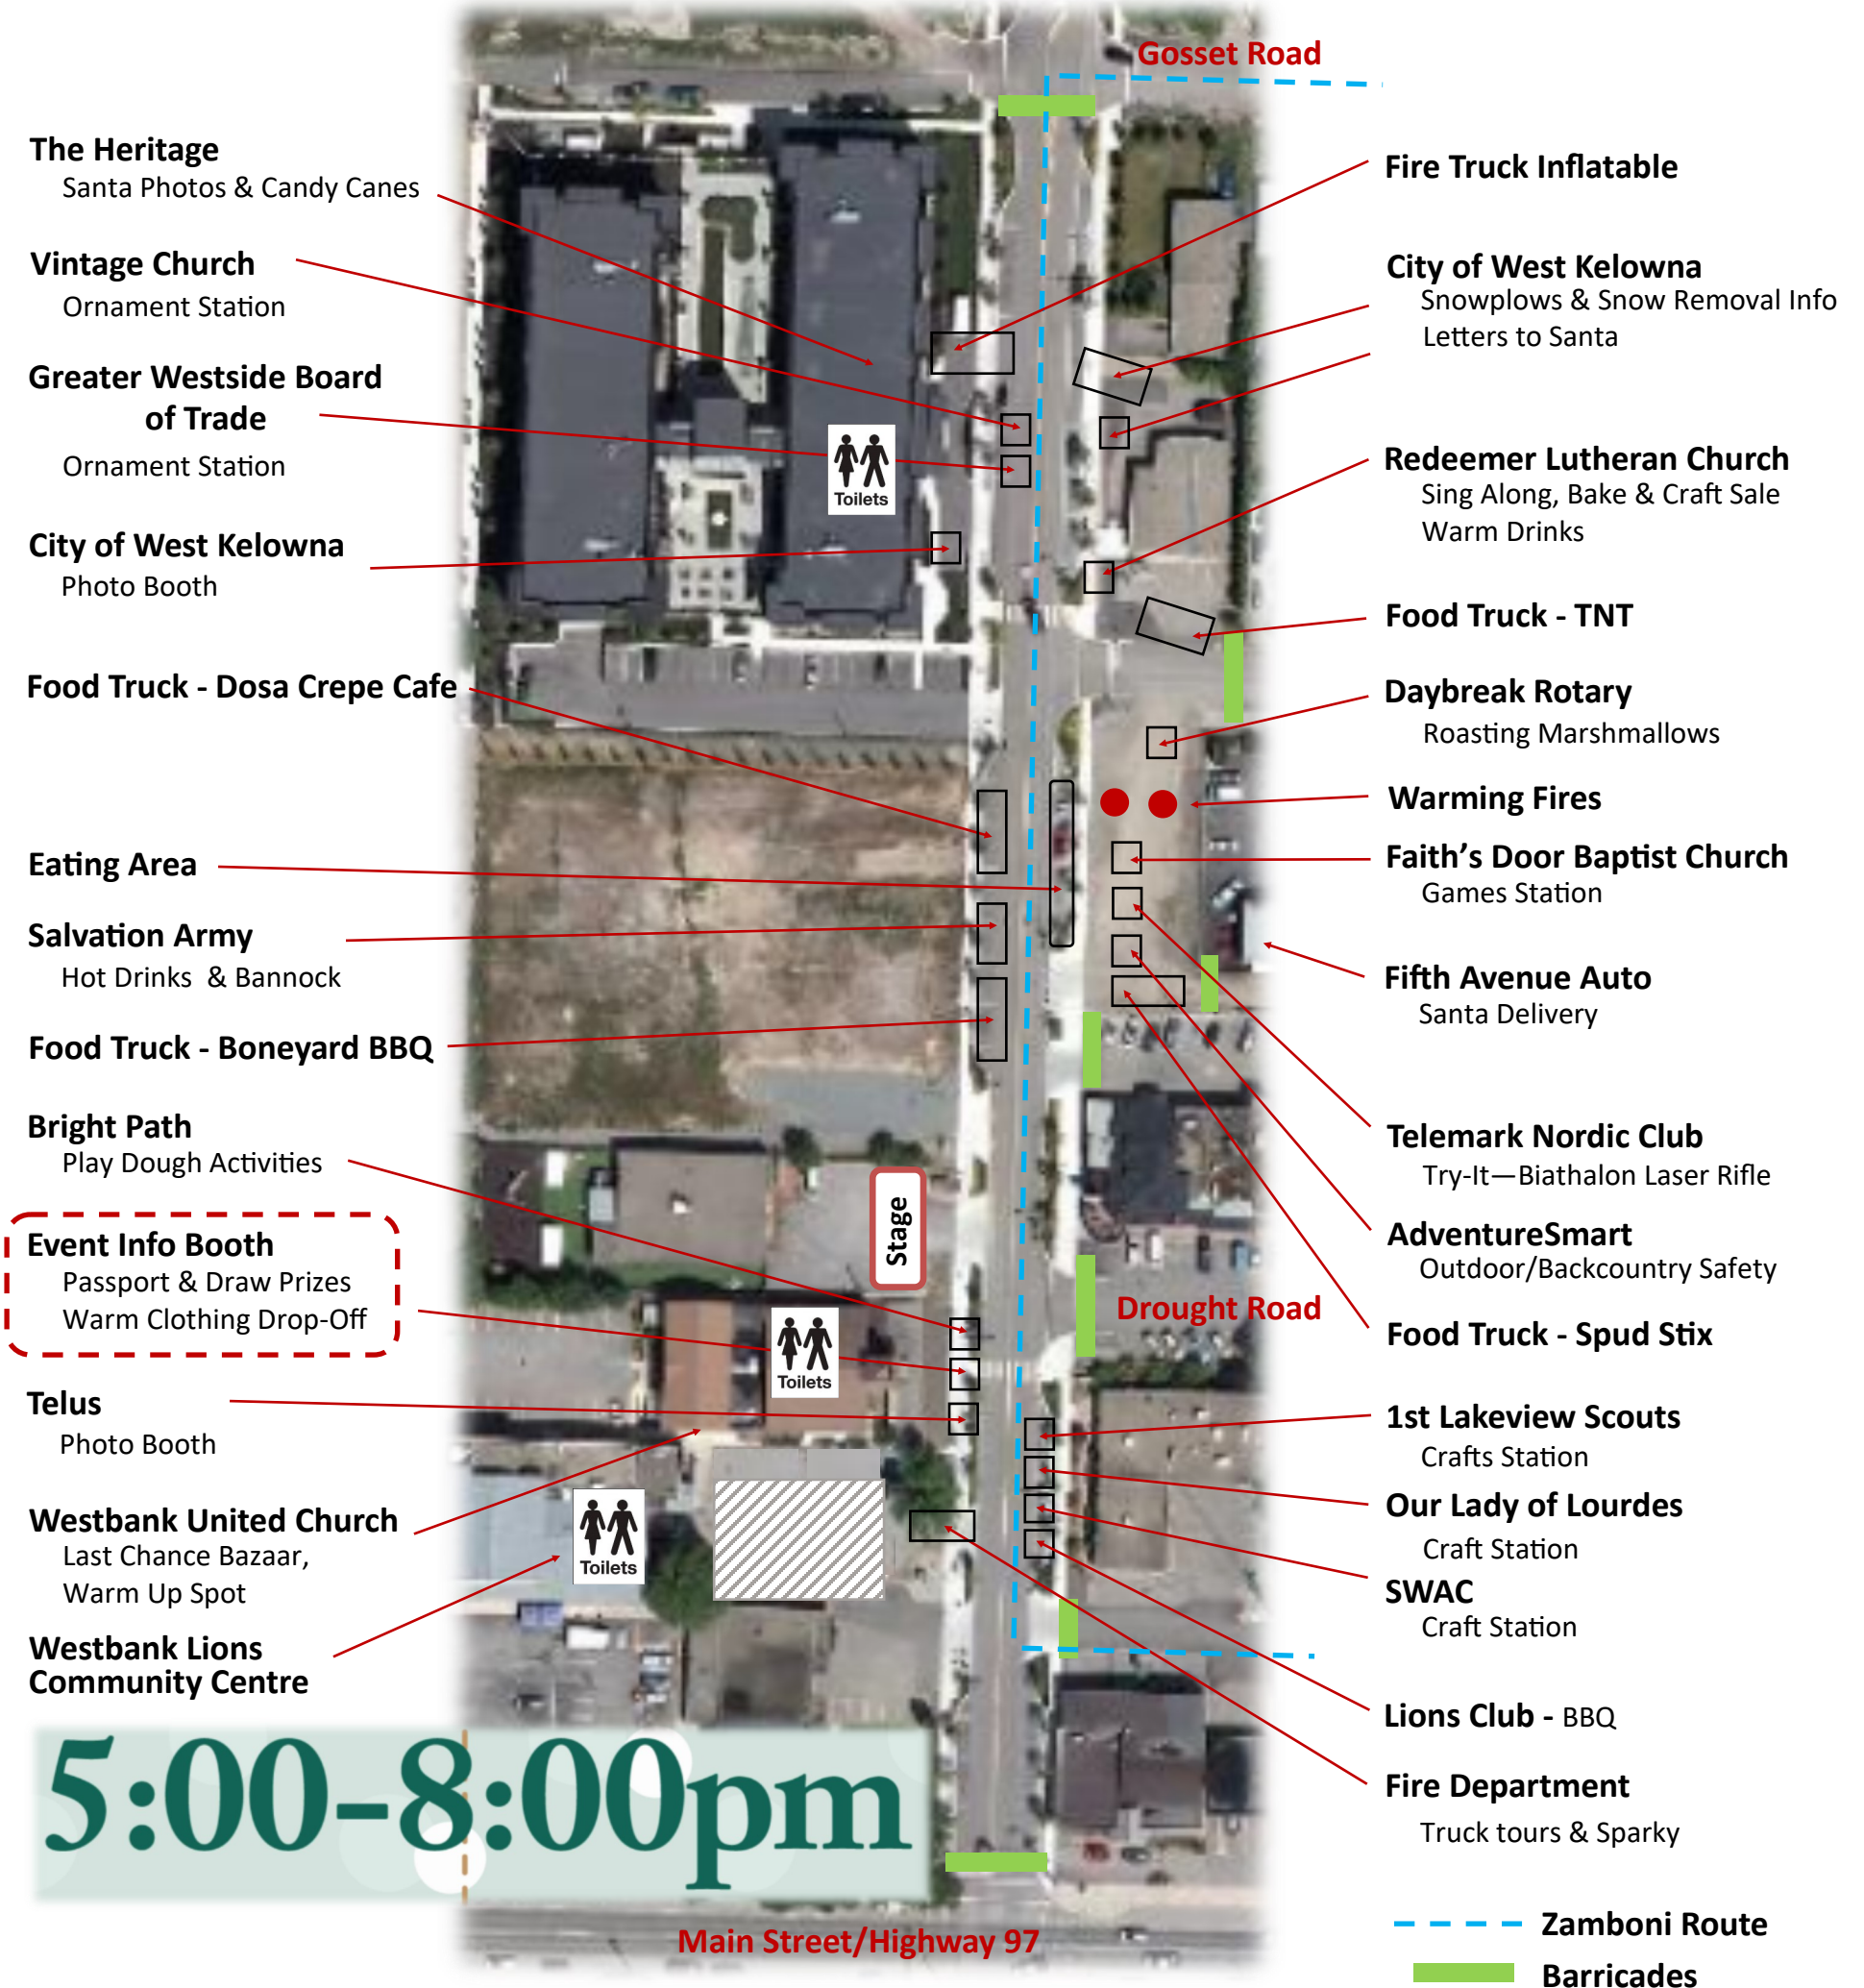 Gosset Road
The Heritage
Santa Photos & Candy Canes
Vintage Church
Ornament Station
Greater Westside Board
of Trade
Ornament Station
City of West Kelowna
Photo Booth
Food Truck - Dosa Crepe Cafe
Eating Area
Salvation Army
Hot Drinks & Bannock
Food Truck - Boneyard BBQ
Bright Path
Play Dough Activities
Event Info Booth
Passport & Draw Prizes
Warm Clothing Drop-Off
Telus
Photo Booth
Westbank United Church
Last Chance Bazaar,
Warm Up Spot
Westbank Lions
Community Centre
5:00-8:00pm
Toilets
Stage
Toilets
Toilets
Drought Road
Main Street/Highway 97
Fire Truck Inflatable
City of West Kelowna
Snowplows & Snow Removal Info
Letters to Santa
Redeemer Lutheran Church
Sing Along, Bake & Craft Sale
Warm Drinks
Food Truck - TNT
Daybreak Rotary
Roasting Marshmallows
Warming Fires
Faith's Door Baptist Church
Games Station
Fifth Avenue Auto
Santa Delivery
Telemark Nordic Club
Try-It—Biathalon Laser Rifle
AdventureSmart
Outdoor/Backcountry Safety
Food Truck - Spud Stix
1st Lakeview Scouts
Crafts Station
Our Lady of Lourdes
Craft Station
SWAC
Craft Station
Lions Club - BBQ
Fire Department
Truck tours & Sparky
Zamboni Route
Barricades